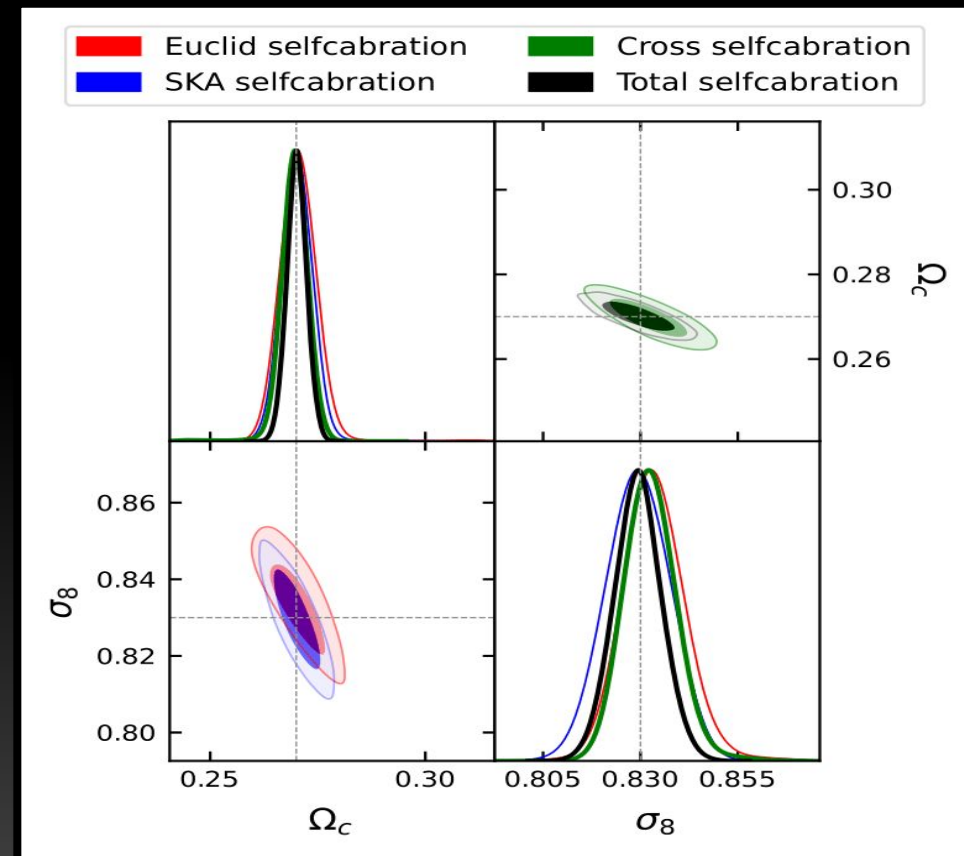 Euclid selfcabration
Cross selfcabration
SKA selfcabration
Total selfcabration
0.30
0.28
Ωc
0.26
0.86
0.84
σ8
0.82
0.80
0.25
0.30
0.805
0.830
0.855
Ωc
σ8